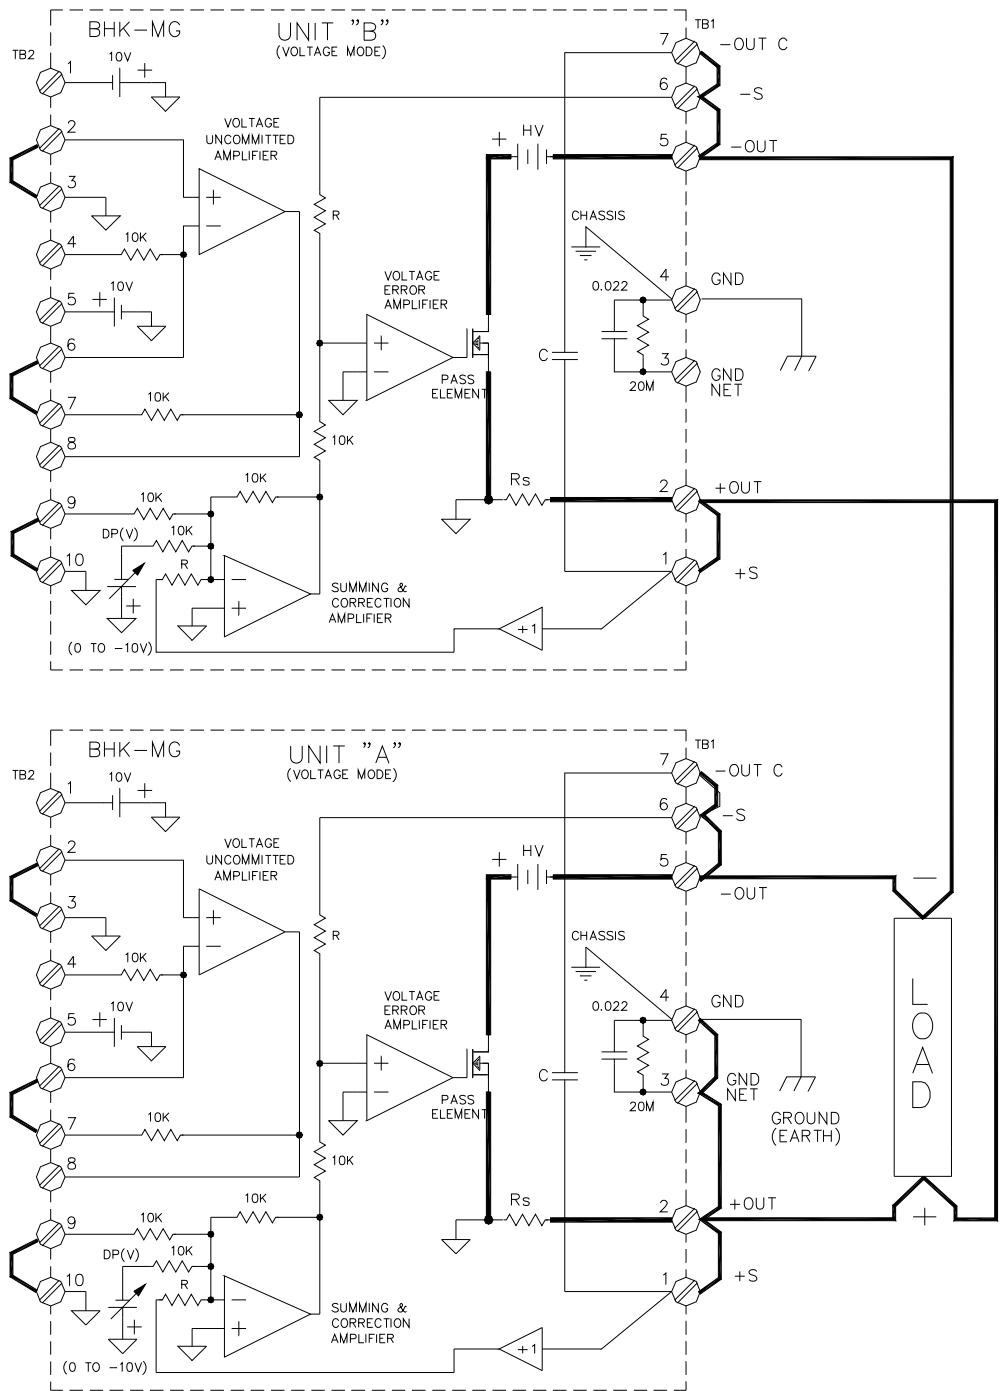 BHK-MG
UNIT "B"
(VOLTAGE MODE)
TB1
TB2
7
-OUT C
1
10V
+
6
-S
2
VOLTAGE
UNCOMMITTED
AMPLIFIER
+
HV
5
-OUT
3
+
-
R
CHASSIS
4
10K
VOLTAGE
ERROR
AMPLIFIER
4
GND
0.022
5
+
10V
6
+
-
C
3
GND
NET
20M
PASS
ELEMENT
7
10K
8
10K
Rs
2
+OUT
10K
9
10K
DP(V)
10K
R
1
+S
10
-
+
SUMMING &
CORRECTION
AMPLIFIER
+
+1
(0 TO -10V)
BHK-MG
UNIT "A"
(VOLTAGE MODE)
TB1
TB2
7
-OUT C
1
10V
+
6
-S
2
VOLTAGE
UNCOMMITTED
AMPLIFIER
+
HV
5
-OUT
-
3
+
-
R
CHASSIS
4
10K
VOLTAGE
ERROR
AMPLIFIER
4
GND
0.022
LOAD
5
+
10V
6
+
-
C
3
GND
NET
20M
PASS
ELEMENT
GROUND
(EARTH)
7
10K
8
10K
Rs
2
+OUT
+
10K
9
10K
DP(V)
10K
R
1
+S
10
-
+
SUMMING &
CORRECTION
AMPLIFIER
+
+1
(0 TO -10V)